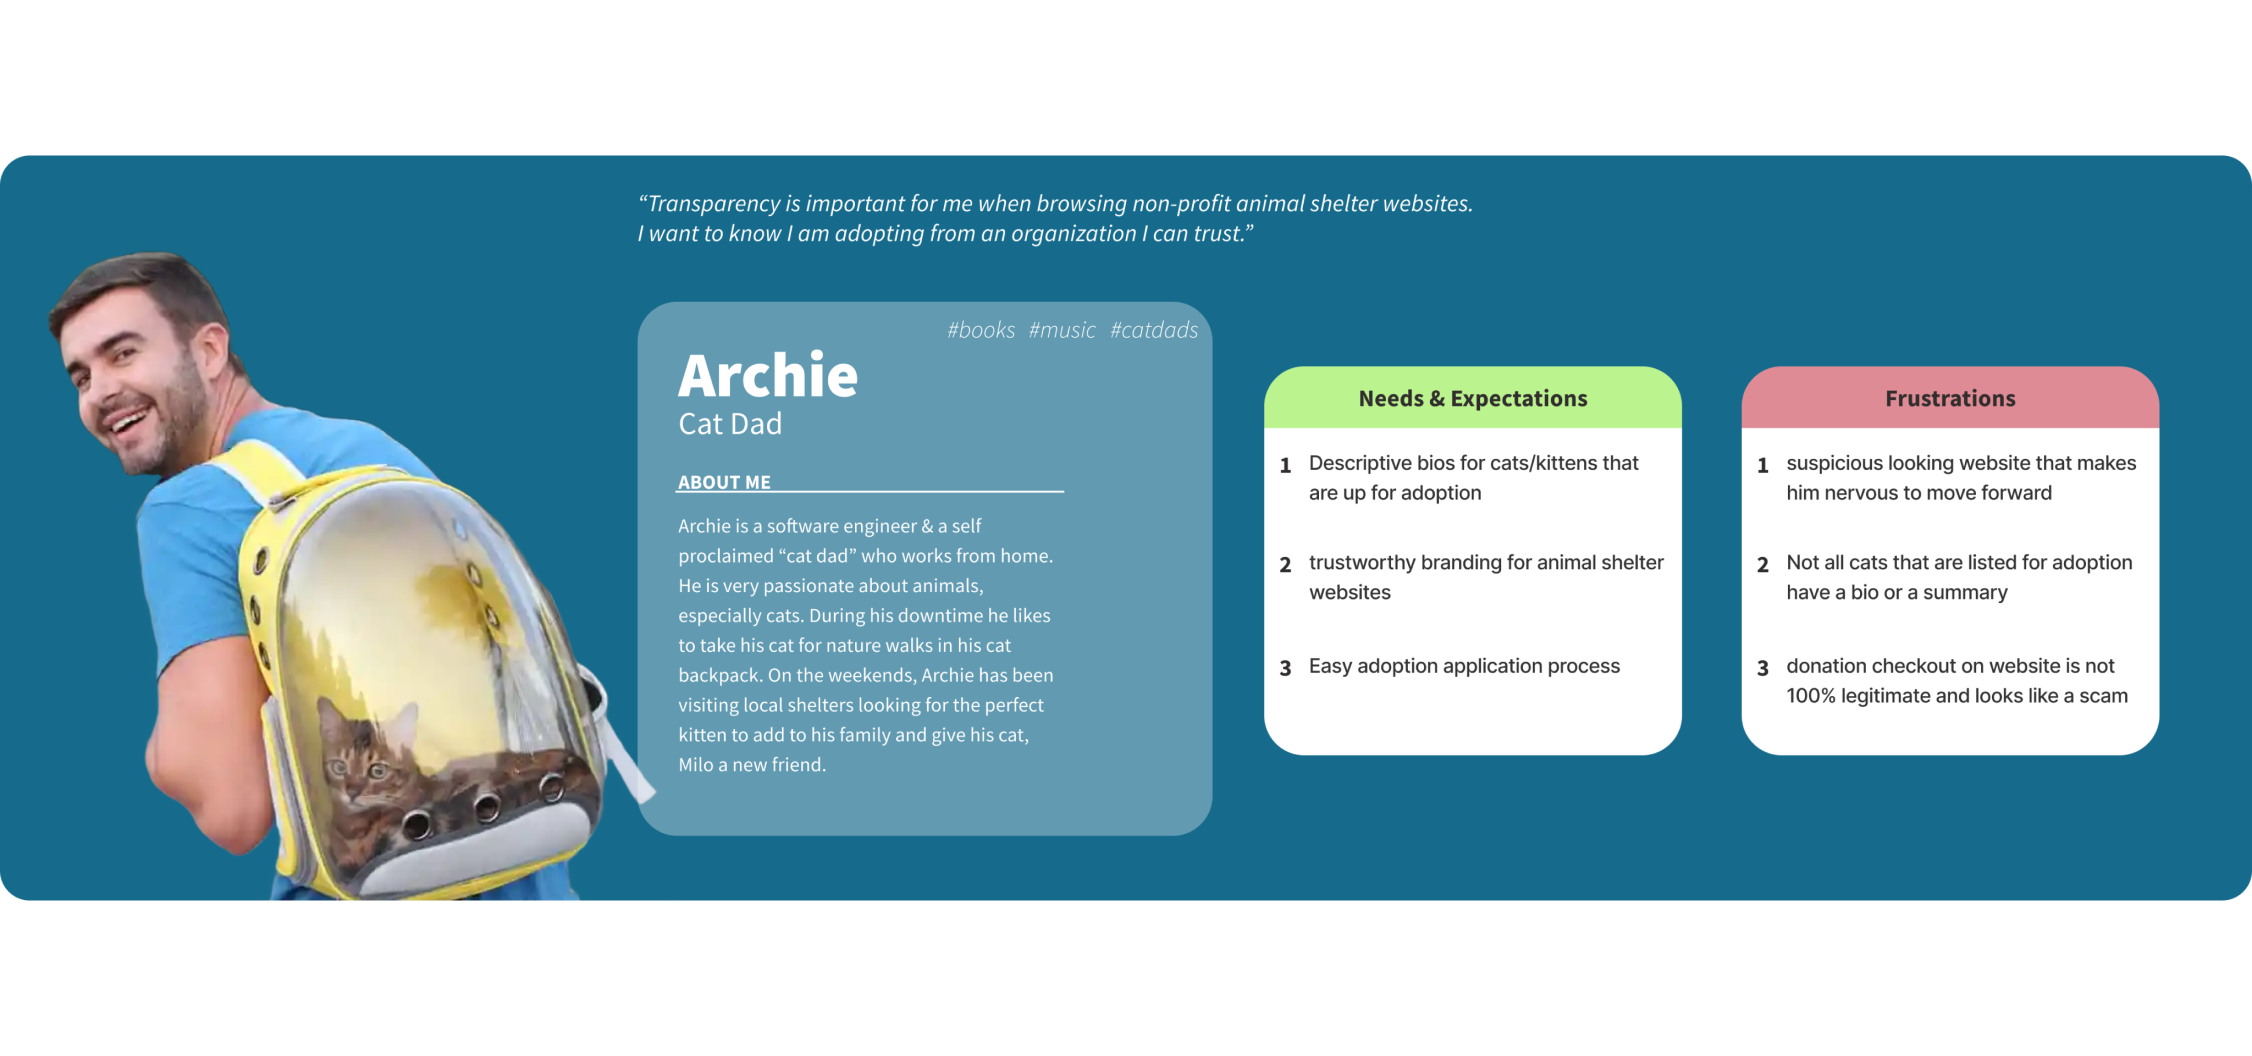 “Transparency is important for me when browsing non-profit animal shelter websites.
I want to know I am adopting from an organization I can trust.”
#books #music #catdads
Archie
Cat Dad
ABOUT ME
Archie is a software engineer & a self
proclaimed “cat dad” who works from home.
He is very passionate about animals,
especially cats. During his downtime he likes
to take his cat for nature walks in his cat
backpack. On the weekends, Archie has been
visiting local shelters looking for the perfect
kitten to add to his family and give his cat,
Milo a new friend.
Needs & Expectations
1 Descriptive bios for cats/kittens that
are up for adoption
2 trustworthy branding for animal shelter
websites
3 Easy adoption application process
Frustrations
1 suspicious looking website that makes
him nervous to move forward
2 Not all cats that are listed for adoption
have a bio or a summary
3 donation checkout on website is not
100% legitimate and looks like a scam